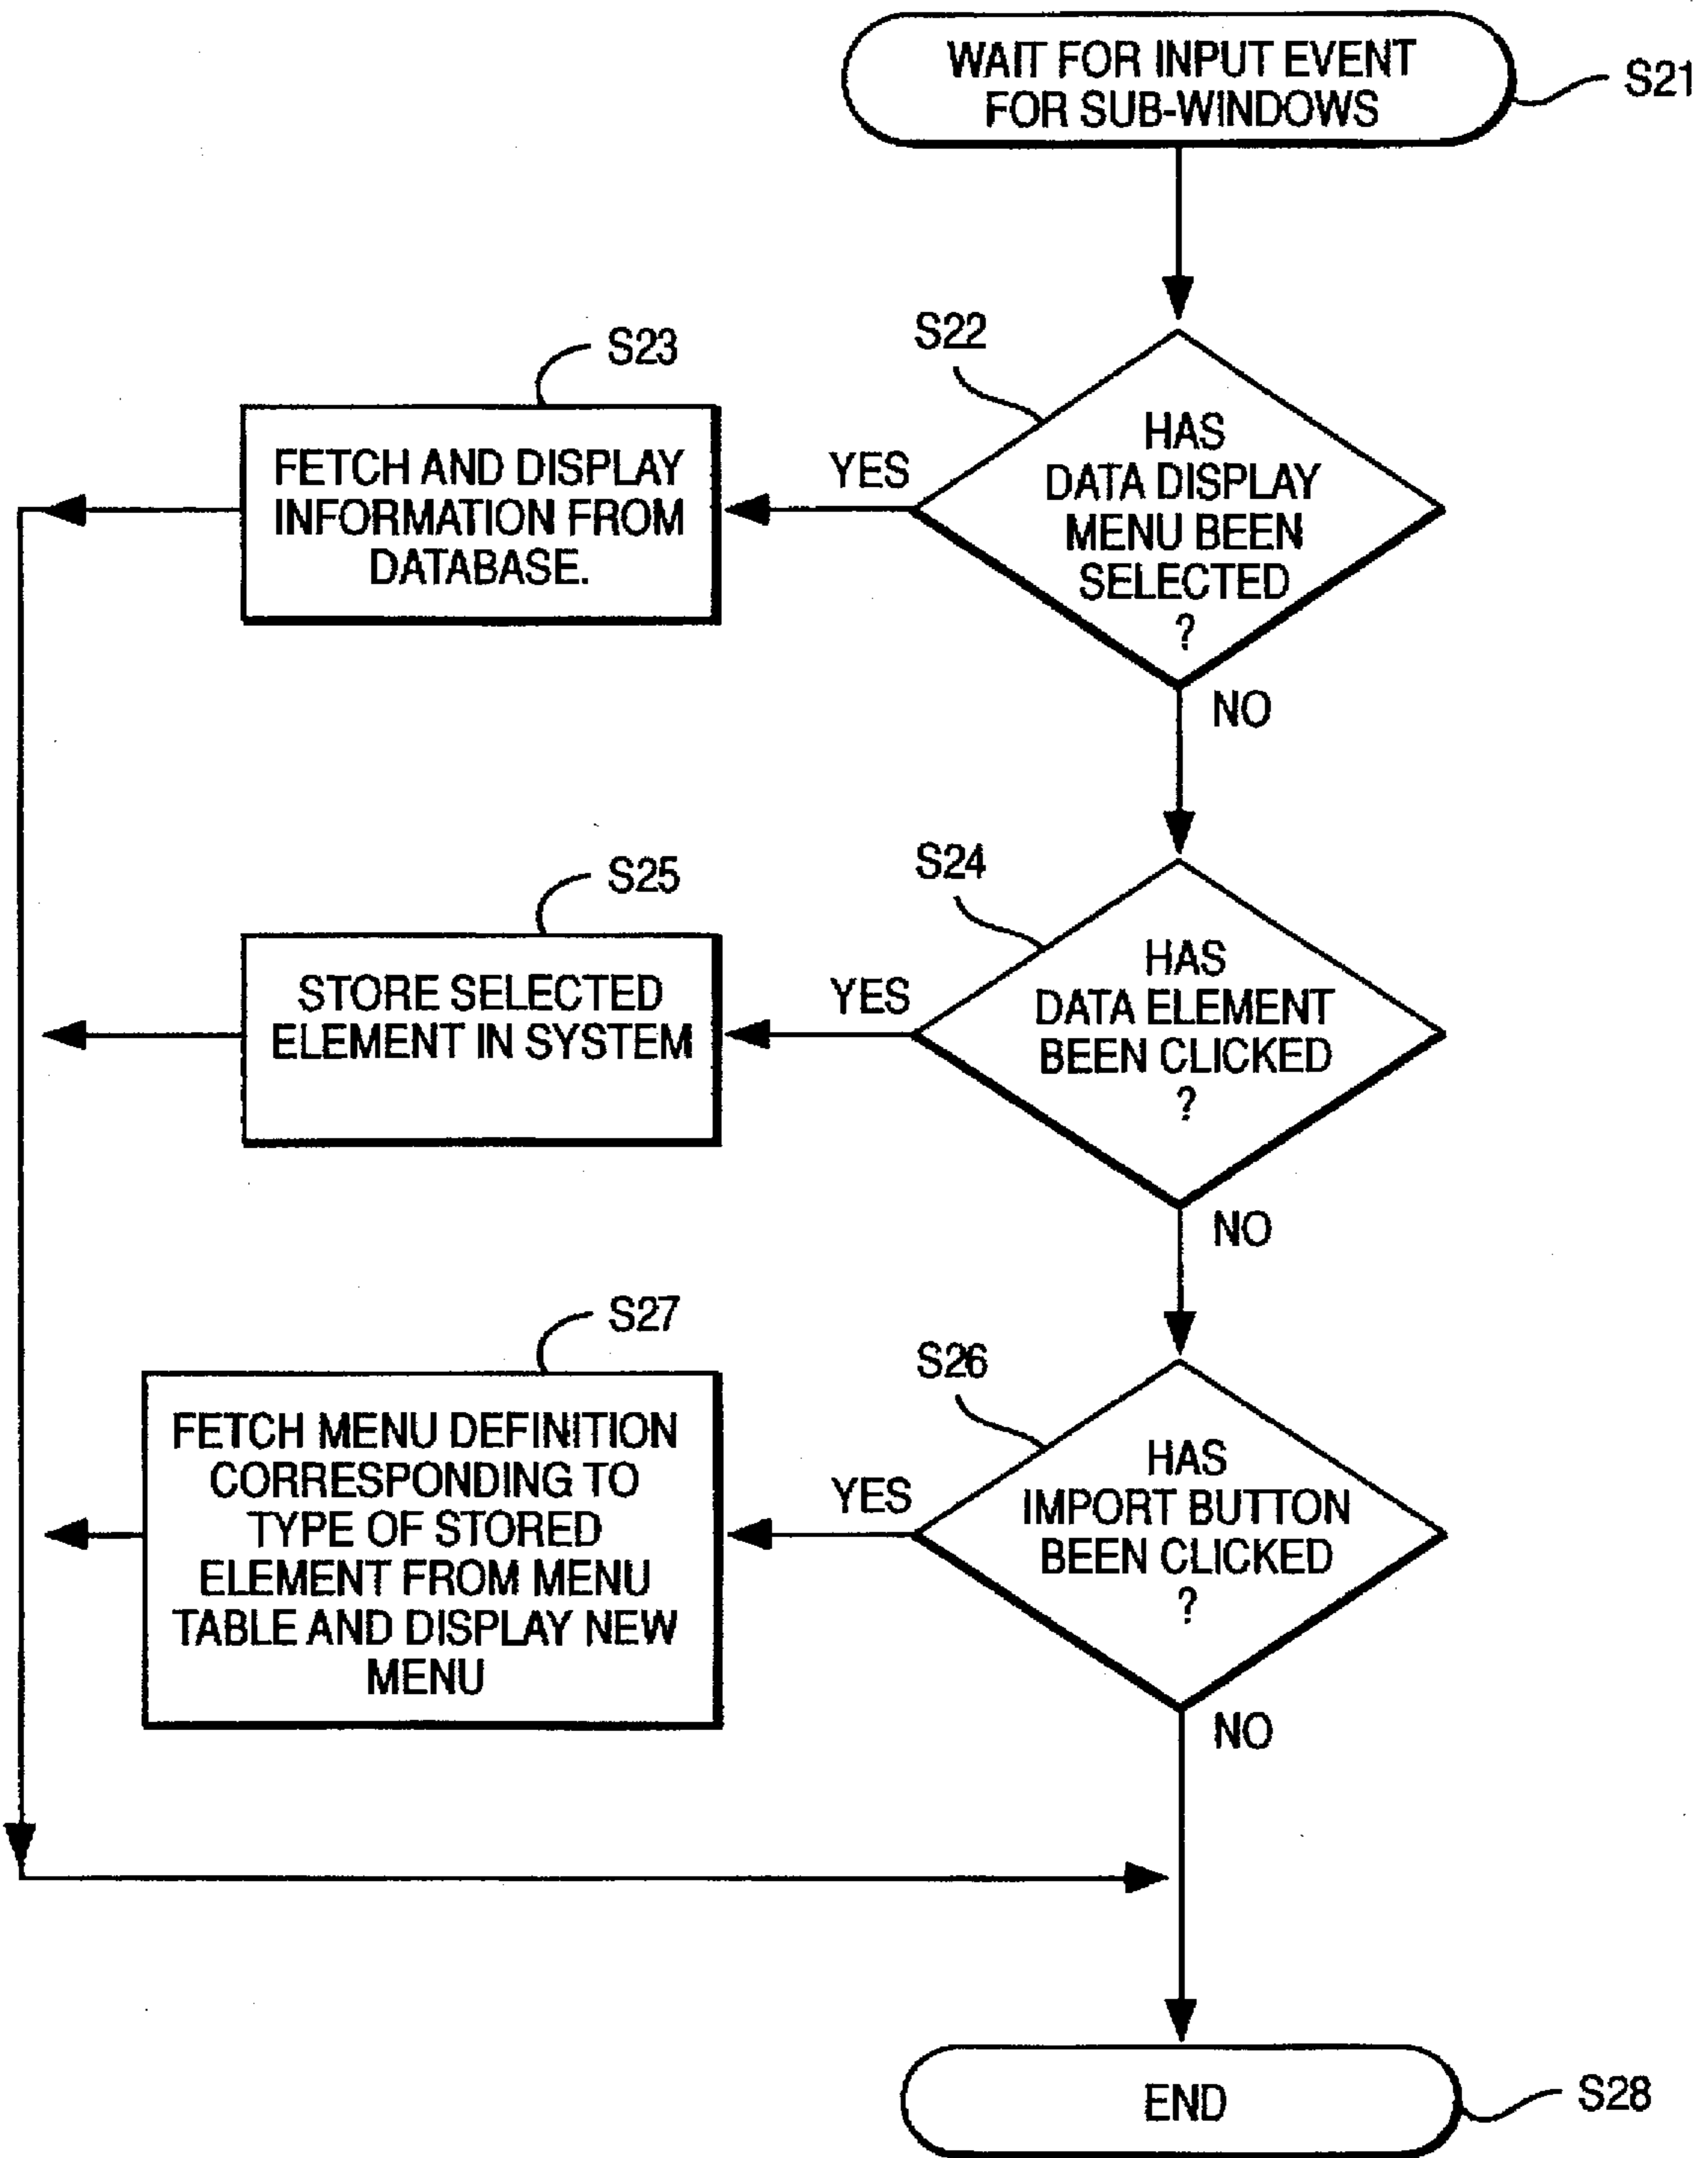 WAIT FOR INPUT EVENT
FOR SUB-WINDOWS
S21
S22
HAS
DATA DISPLAY
MENU BEEN
SELECTED
?
YES
NO
S23
FETCH AND DISPLAY
INFORMATION FROM
DATABASE.
S24
HAS
DATA ELEMENT
BEEN CLICKED
?
YES
NO
S25
STORE SELECTED
ELEMENT IN SYSTEM
S26
HAS
IMPORT BUTTON
BEEN CLICKED
?
YES
NO
S27
FETCH MENU DEFINITION
CORRESPONDING TO
TYPE OF STORED
ELEMENT FROM MENU
TABLE AND DISPLAY NEW
MENU
END
S28